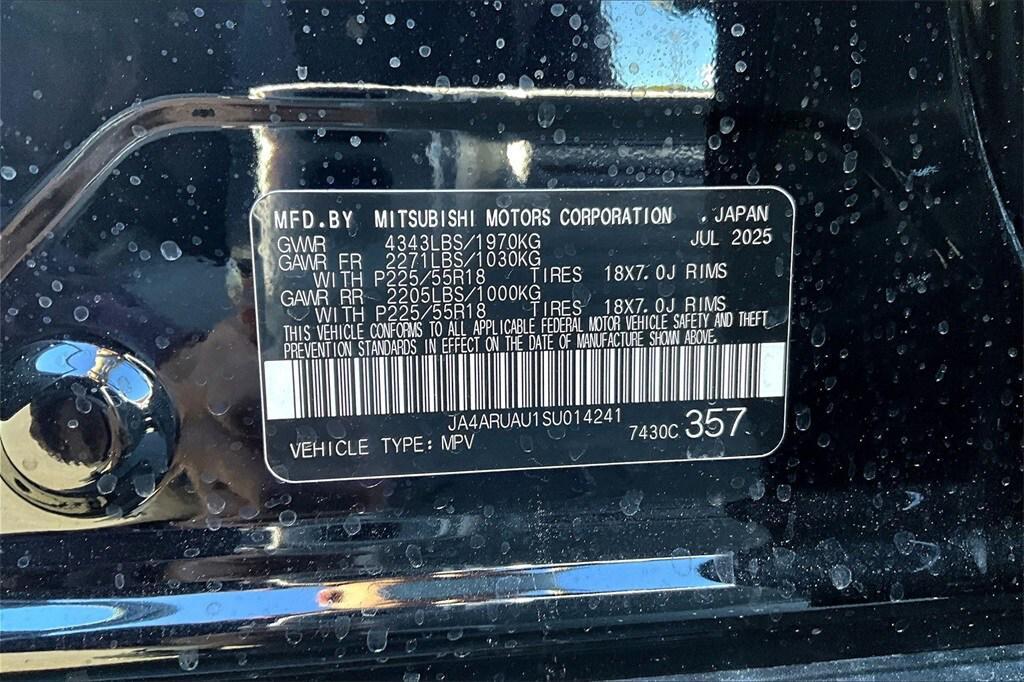 MFD.BY MITSUBISHI MOTORS CORPORATION . JAPAN
GVWR 4343LBS/1970KG JUL 2025
GAWR FR 2271LBS/1030KG
WITH P225/55R18 TIRES 18X7.0J RIMS
GAWR RR 2205LBS/1000KG
WITH P225/55R18 TIRES 18X7.0J RIMS
THIS VEHICLE CONFORMS TO ALL APPLICABLE FEDERAL MOTOR VEHICLE SAFETY AND THEFT
PREVENTION STANDARDS IN EFFECT ON THE DATE OF MANUFACTURE SHOWN ABOVE.
JA4ARUAU1SU014241
VEHICLE TYPE: MPV 7430C 357